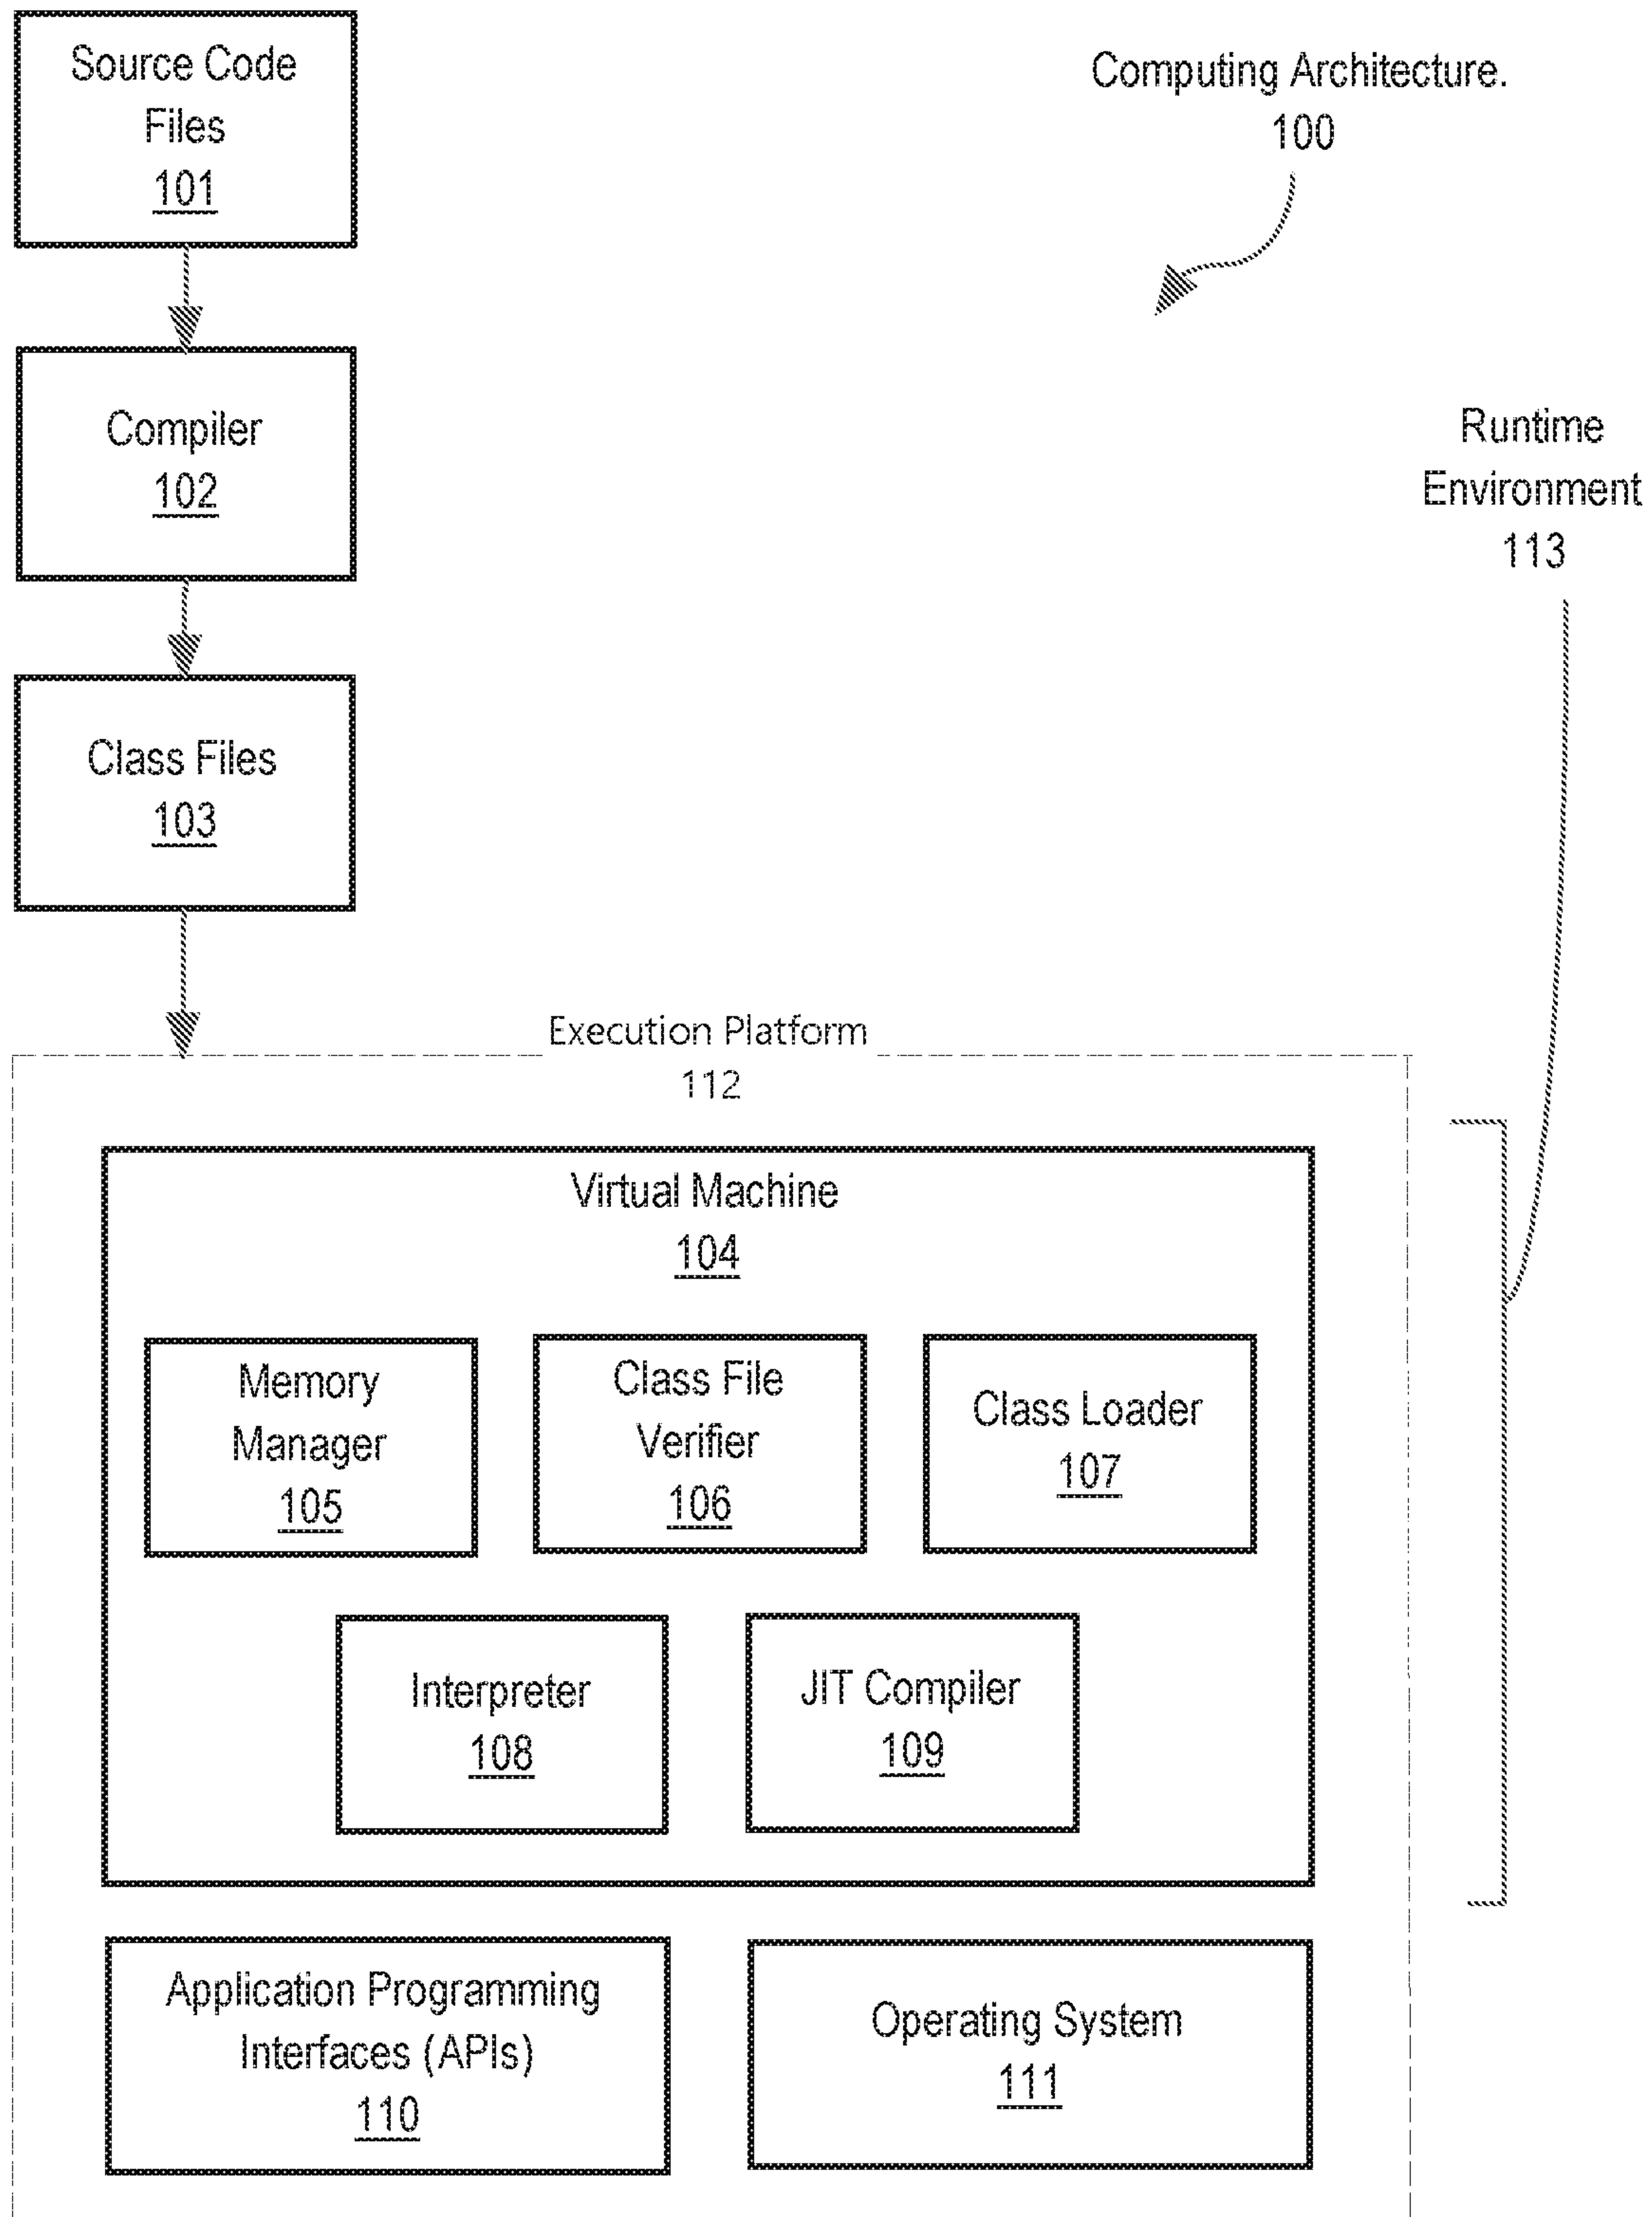 Source Code
Files
101
Computing Architecture.
100
Compiler
102
Runtime
Environment
113
Class Files
103
Execution Platform
112
Virtual Machine
104
Memory
Manager
105
Class File
Verifier
106
Class Loader
107
Interpreter
108
JIT Compiler
109
Application Programming
Interfaces (APIs)
110
Operating System
111